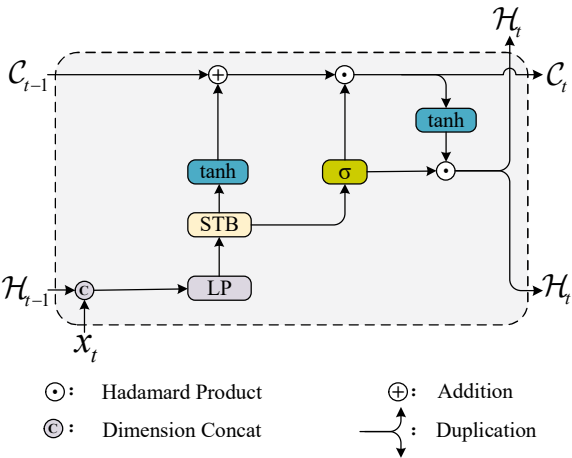 ℋₜ
𝒞ₜ₋₁
𝒞ₜ
tanh
tanh
σ
STB
ℋₜ₋₁
C
LP
ℋₜ
𝑥ₜ
: Hadamard Product
: Addition
C : Dimension Concat
: Duplication